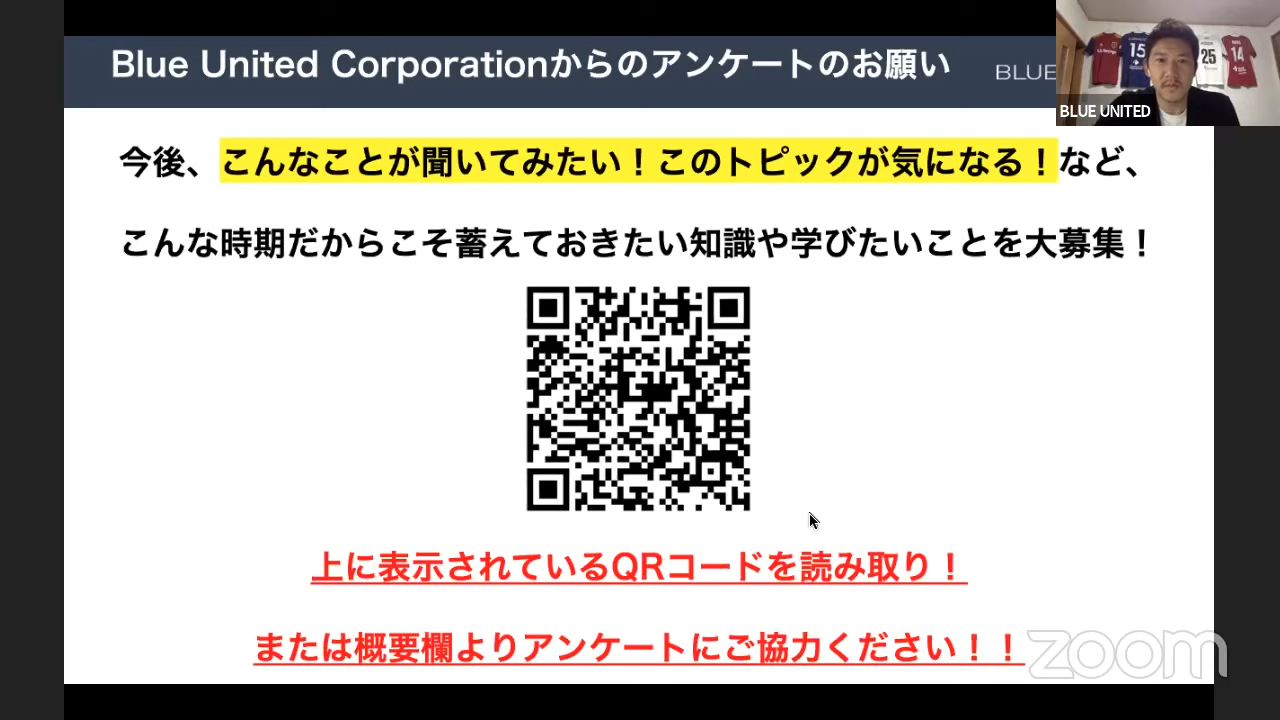 Blue United Corporationからのアンケートのお願い
BLUE
15
25
14
BLUE UNITED
今後、こんなことが聞いてみたい！このトピックが気になる！など、
こんな時期だからこそ蓄えておきたい知識や学びたいことを大募集！
上に表示されているQRコードを読み取り！
または概要欄よりアンケートにご協力ください！！
zoom